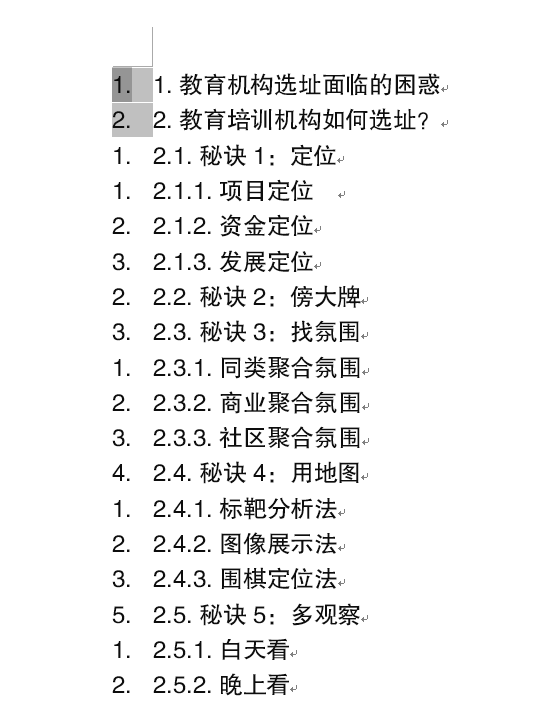 1. 1. 教育机构选址面临的困惑
2. 2. 教育培训机构如何选址？
1. 2.1. 秘诀 1：定位
1. 2.1.1. 项目定位
2. 2.1.2. 资金定位
3. 2.1.3. 发展定位
2. 2.2. 秘诀 2：傍大牌
3. 2.3. 秘诀 3：找氛围
1. 2.3.1. 同类聚合氛围
2. 2.3.2. 商业聚合氛围
3. 2.3.3. 社区聚合氛围
4. 2.4. 秘诀 4：用地图
1. 2.4.1. 标靶分析法
2. 2.4.2. 图像展示法
3. 2.4.3. 围棋定位法
5. 2.5. 秘诀 5：多观察
1. 2.5.1. 白天看
2. 2.5.2. 晚上看